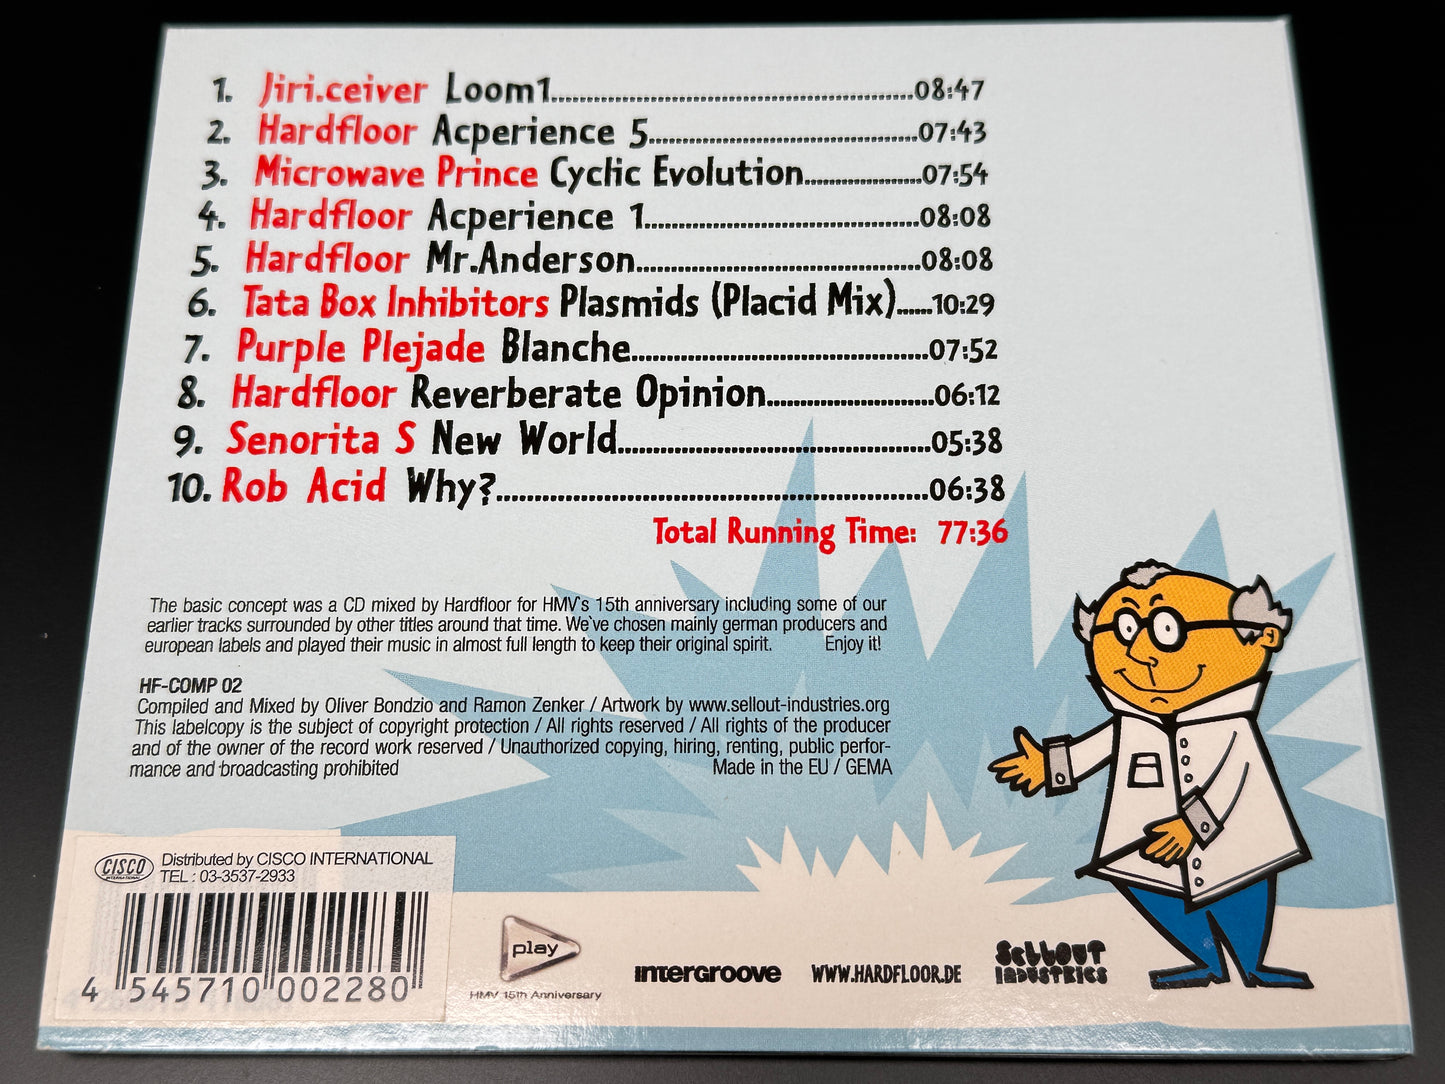 1. Jiri.ceiver Loom1..........08:47
2. Hardfloor Acperience 5..........07:43
3. Microwave Prince Cyclic Evolution..........07:54
4. Hardfloor Acperience 1..........08:08
5. Hardfloor Mr.Anderson..........08:08
6. Tata Box Inhibitors Plasmids (Placid Mix)......10:29
7. Purple Plejade Blanche..........07:52
8. Hardfloor Reverberate Opinion..........06:12
9. Senorita S New World..........05:38
10. Rob Acid Why?..........06:38
Total Running Time: 77:36
The basic concept was a CD mixed by Hardfloor for HMV`s 15th anniversary including some of our
earlier tracks surrounded by other titles around that time. We`ve chosen mainly german producers and
european labels and played their music in almost full length to keep their original spirit. Enjoy it!
HF-COMP 02
Compiled and Mixed by Oliver Bondzio and Ramon Zenker / Artwork by www.sellout-industries.org
This labelcopy is the subject of copyright protection / All rights reserved / All rights of the producer
and of the owner of the record work reserved / Unauthorized copying, hiring, renting, public perfor-
mance and broadcasting prohibited Made in the EU / GEMA
CISCO INTERNATIONAL
Distributed by CISCO INTERNATIONAL
TEL : 03-3537-2933
4 545710 002280
play
HMV 15th Anniversary
intergroove
WWW.HARDFLOOR.DE
Sellout
Industries